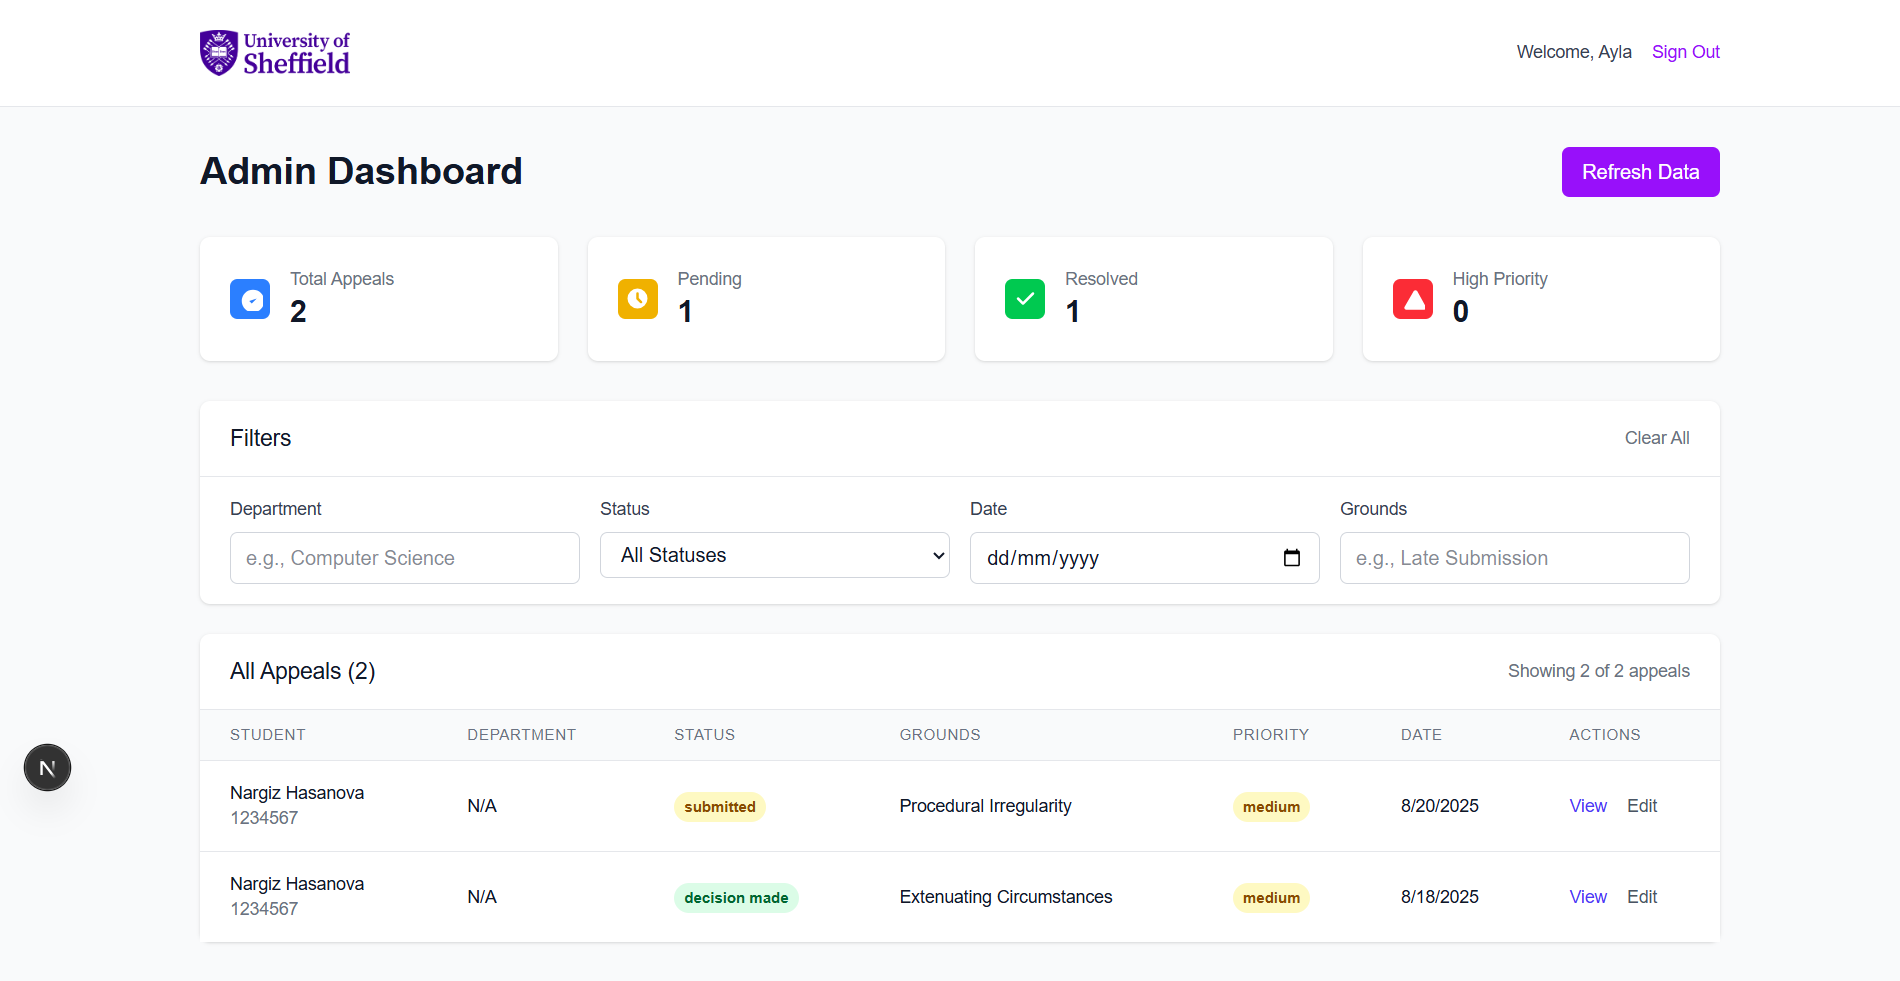 University of
Sheffield
Welcome, Ayla Sign Out
Admin Dashboard
Refresh Data
Total Appeals
2
Pending
1
Resolved
1
High Priority
0
Filters
Clear All
Department Status Date Grounds
e.g., Computer Science All Statuses dd/mm/yyyy e.g., Late Submission
All Appeals (2)
Showing 2 of 2 appeals
STUDENT DEPARTMENT STATUS GROUNDS PRIORITY DATE ACTIONS
Nargiz Hasanova
1234567
N/A submitted Procedural Irregularity medium 8/20/2025 View Edit
Nargiz Hasanova
1234567
N/A decision made Extenuating Circumstances medium 8/18/2025 View Edit
N